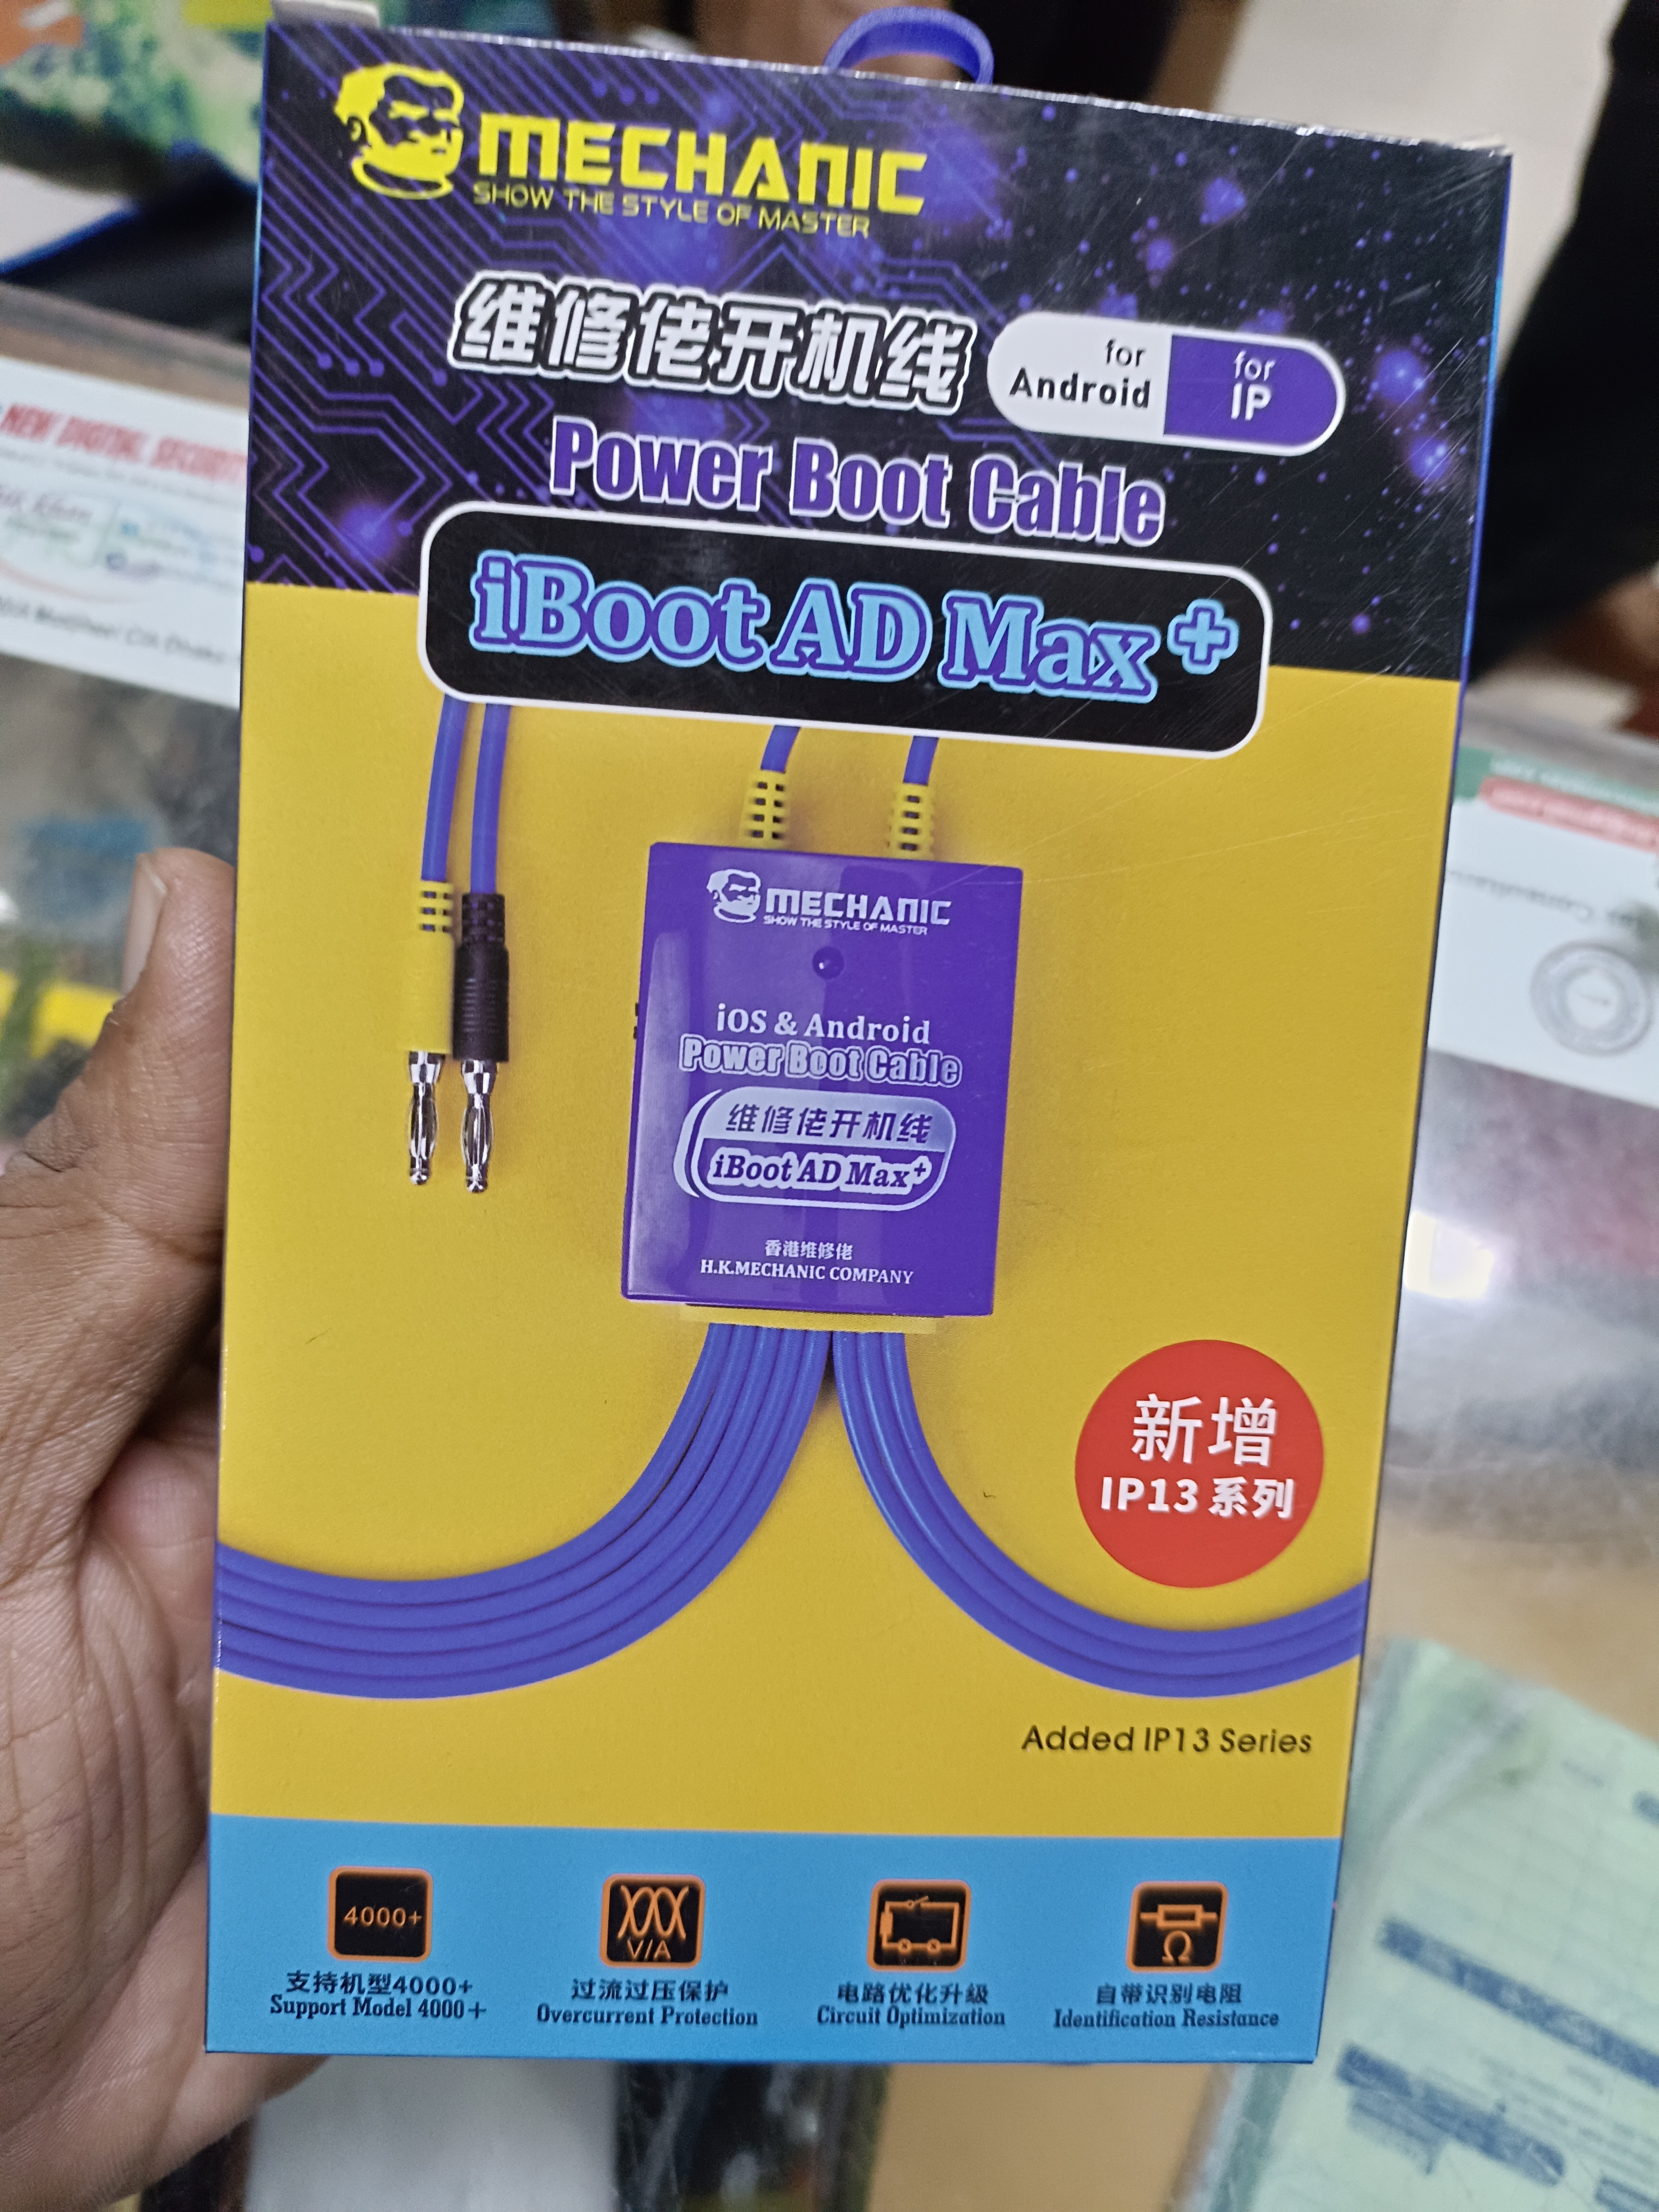 MECHANIC
SHOW THE STYLE OF MASTER
维修佬开机线
for Android
for IP
Power Boot Cable
iBoot AD Max+
MECHANIC
SHOW THE STYLE OF MASTER
iOS & Android
Power Boot Cable
维修佬开机线
iBoot AD Max+
香港维修佬
H.K.MECHANIC COMPANY
新增
IP13 系列
Added IP13 Series
4000+
V/A
Ω
支持机型4000+
Support Model 4000+
过流过压保护
Overcurrent Protection
电路优化升级
Circuit Optimization
自带识别电阻
Identification Resistance
NEW DIGITAL